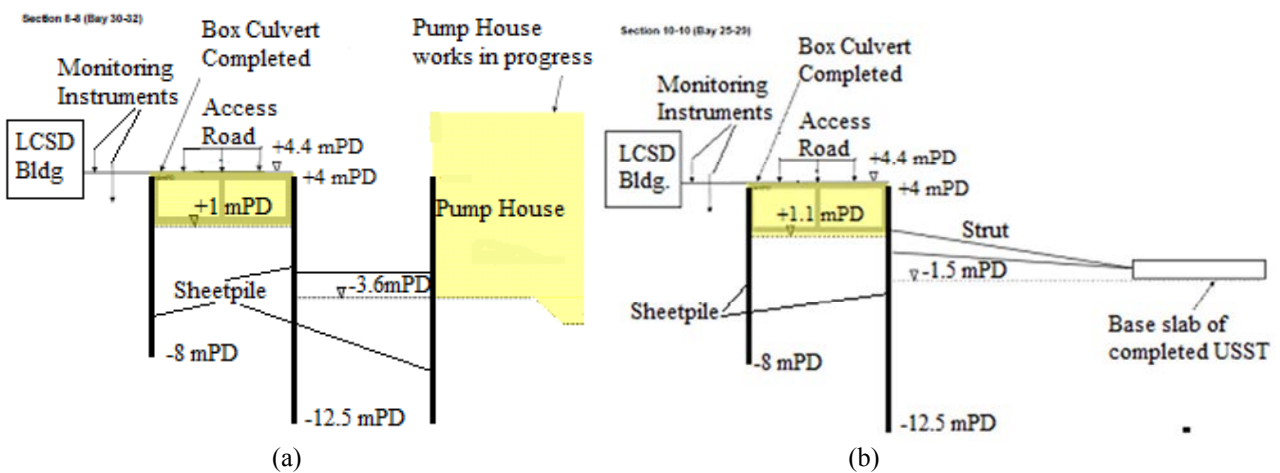 Section 8-8 (Bay 30-32)
Box Culvert
Completed
Pump House
works in progress
Monitoring
Instruments
Access
Road
LCSD
Bldg
+4.4 mPD
+4 mPD
+1 mPD
Pump House
Sheetpile
-3.6mPD
-8 mPD
-12.5 mPD
(a)
Section 10-10 (Bay 25-29)
Box Culvert
Completed
Monitoring
Instruments
Access
Road
LCSD
Bldg.
+4.4 mPD
+4 mPD
+1.1 mPD
Strut
-1.5 mPD
Sheetpile
Base slab of
completed USST
-8 mPD
-12.5 mPD
(b)